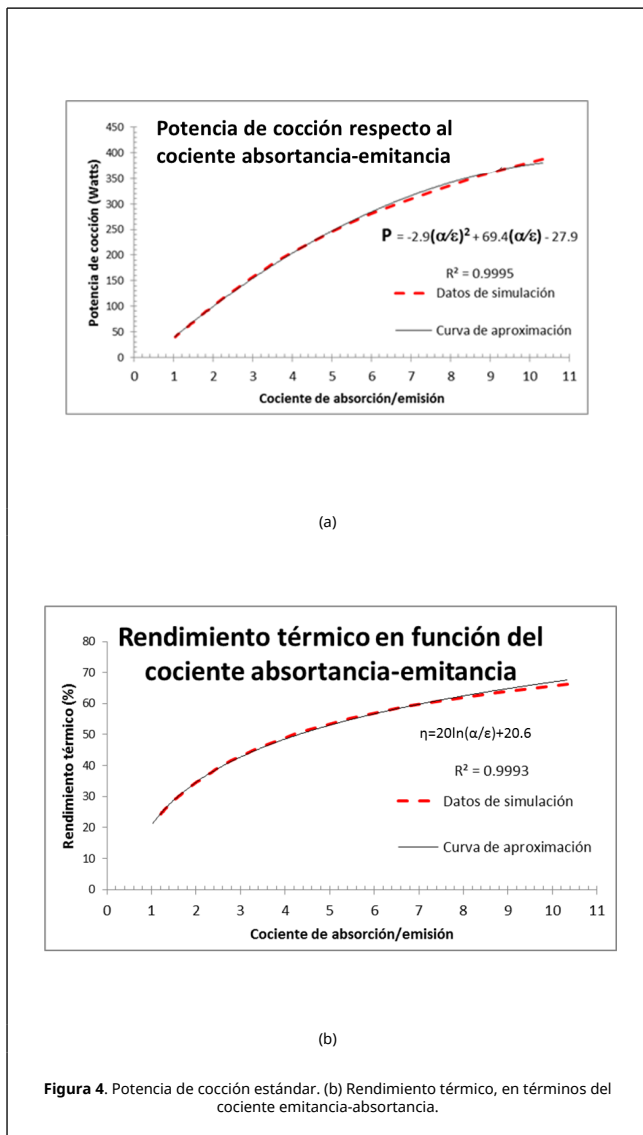 Potencia de cocción respecto al
cociente absortancia-emitancia
450
400
350
300
250
200
150
100
50
0
Potencia de cocción (Watts)
P = -2.9(α/ε)² + 69.4(α/ε) - 27.9
R² = 0.9995
Datos de simulación
Curva de aproximación
1 2 3 4 5 6 7 8 9 10 11
Cociente de absorción/emisión
(a)
Rendimiento térmico en función del
cociente absortancia-emitancia
80
70
60
50
40
30
20
10
0
Rendimiento térmico (%)
η=20ln(α/ε)+20.6
R² = 0.9993
Datos de simulación
Curva de aproximación
0 1 2 3 4 5 6 7 8 9 10 11
Cociente de absorción/emisión
(b)
Figura 4. Potencia de cocción estándar. (b) Rendimiento térmico, en términos del
cociente emitancia-absortancia.